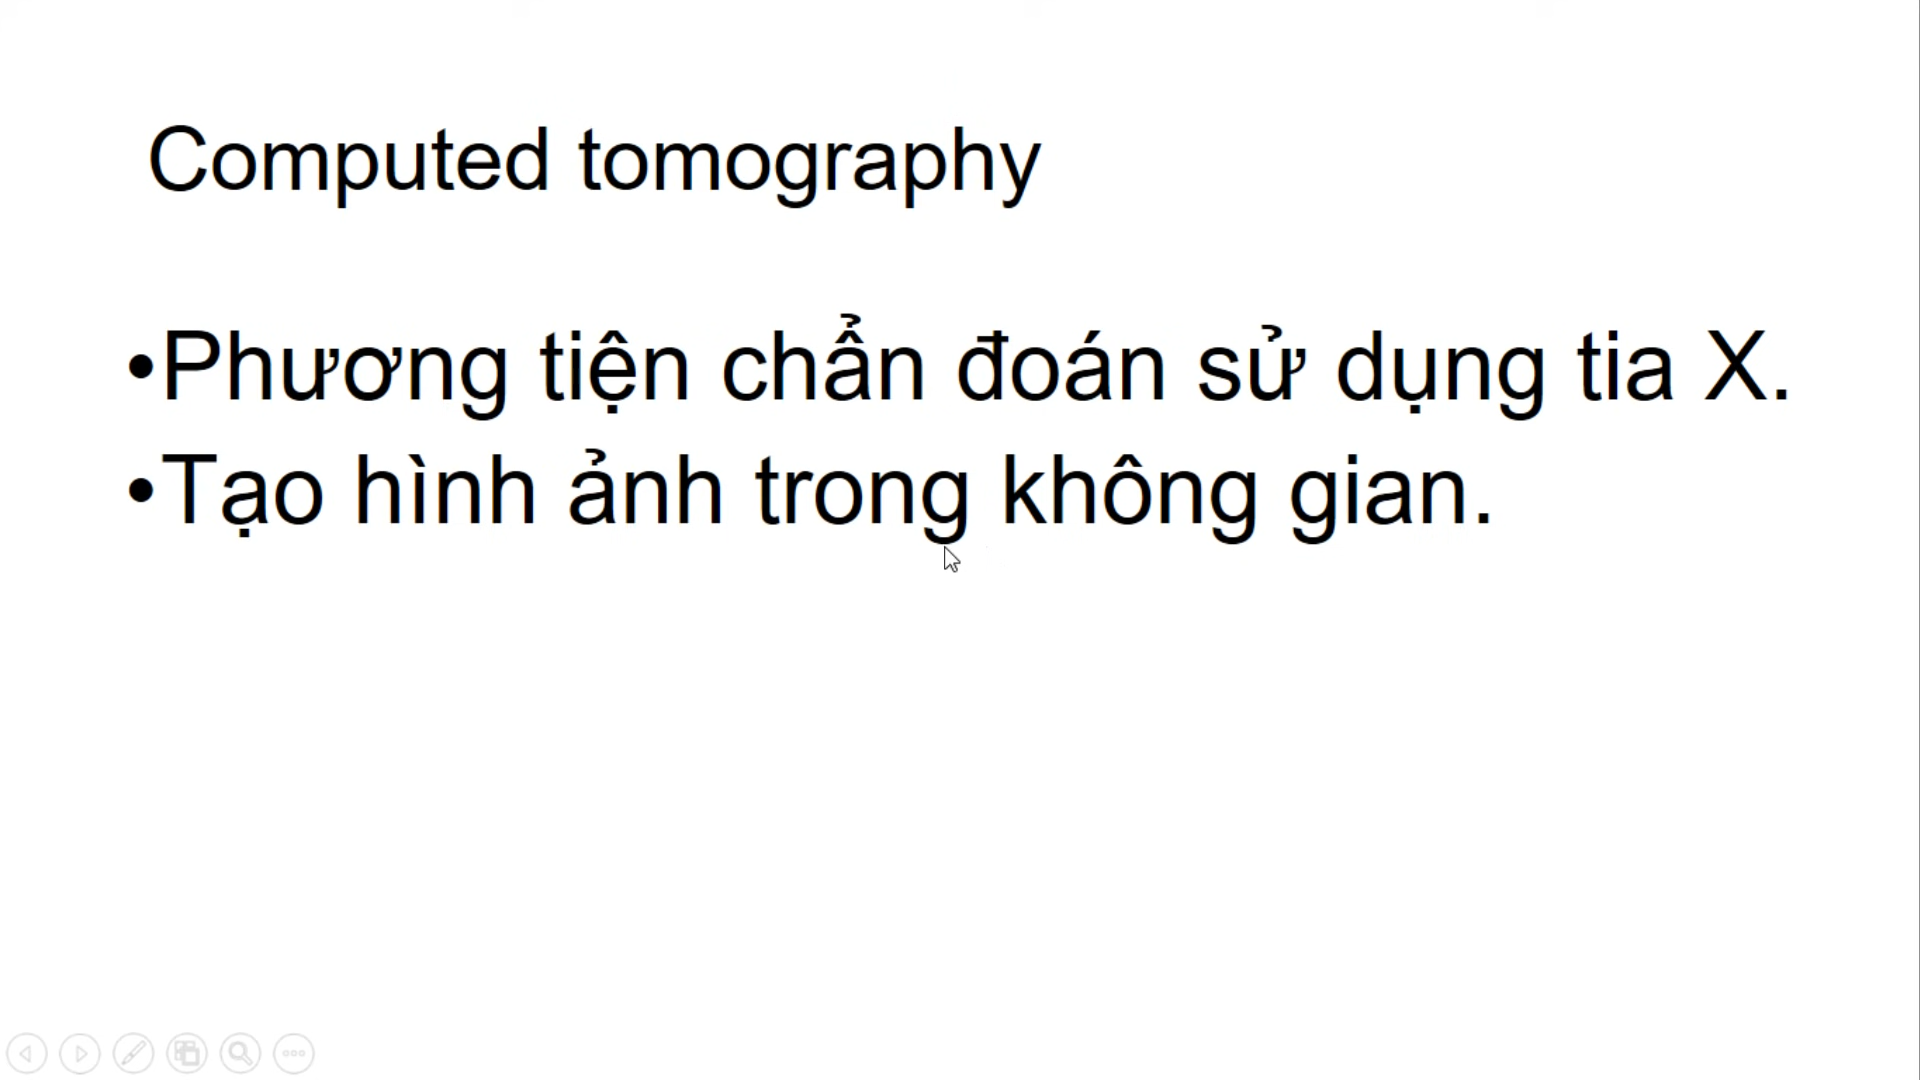 Computed tomography
•Phương tiện chẩn đoán sử dụng tia X.
•Tạo hình ảnh trong không gian.